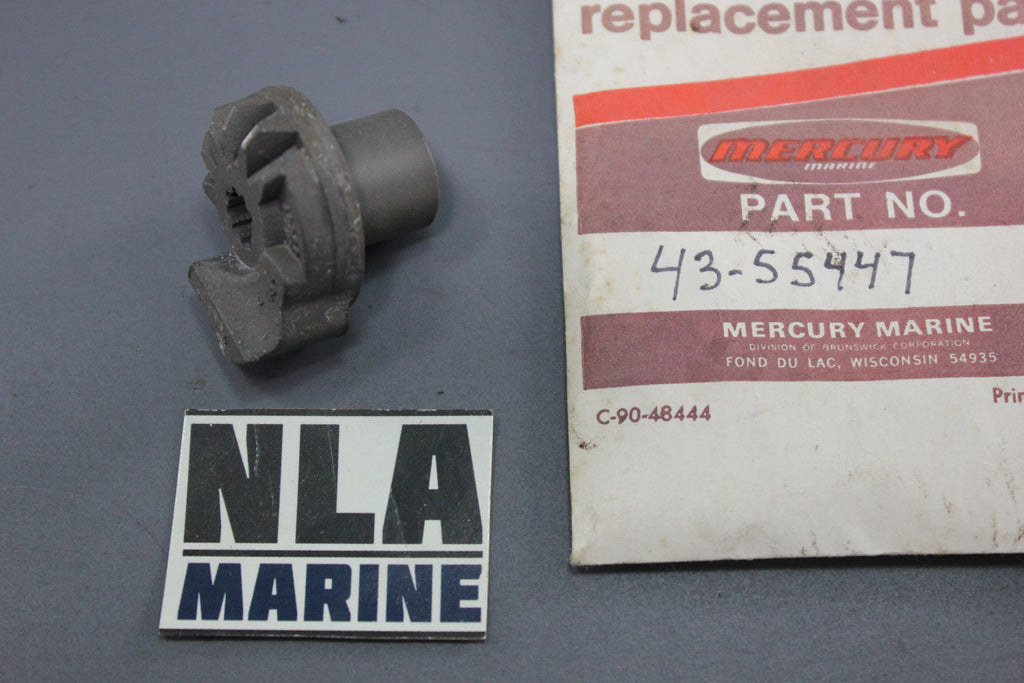 replacement pa
MERCURY
MARINE
PART NO.
43-55447
MERCURY MARINE
DIVISION OF BRUNSWICK CORPORATION
FOND DU LAC, WISCONSIN 54935
C-90-48444
Prin
NLA
MARINE